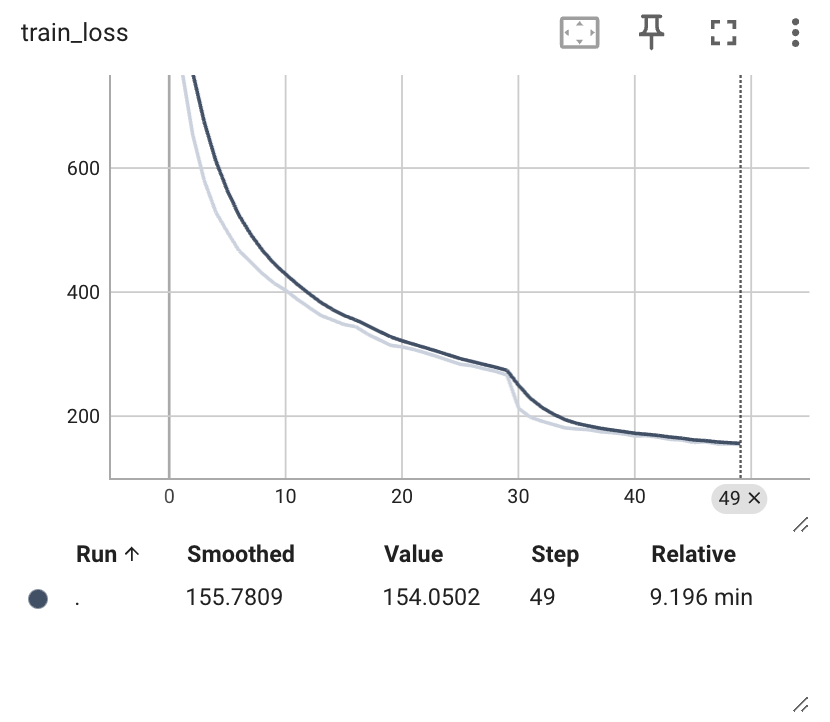 train_loss
600
400
200
0 10 20 30 40 49 ✕
Run ↑ Smoothed Value Step Relative
. 155.7809 154.0502 49 9.196 min